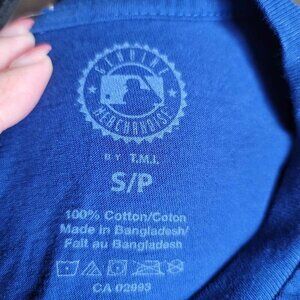 GENUINE
MERCHANDISE
BY T.M.I.
S/P
100% Cotton/Coton
Made in Bangladesh/
Fait au Bangladesh
CA 02993